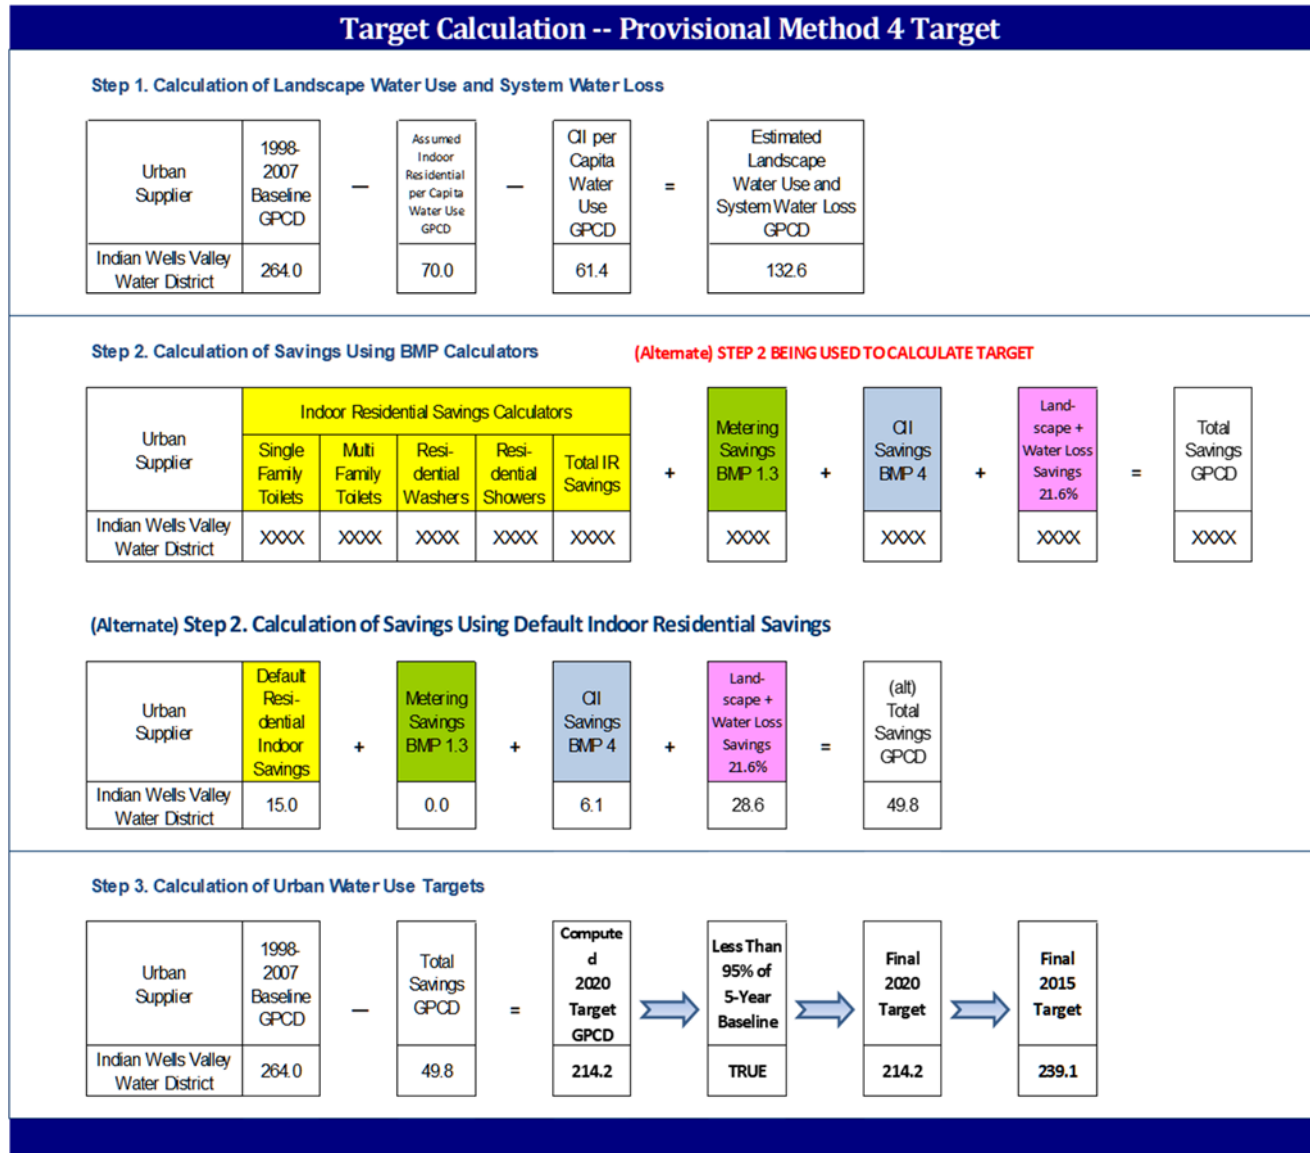 Target Calculation -- Provisional Method 4 Target
Step 1. Calculation of Landscape Water Use and System Water Loss
Urban
Supplier
1998-
2007
Baseline
GPCD
—
Assumed
Indoor
Residential
per Capita
Water Use
GPCD
—
CII per
Capita
Water
Use
GPCD
=
Estimated
Landscape
Water Use and
System Water Loss
GPCD
Indian Wells Valley
Water District
264.0
70.0
61.4
132.6
Step 2. Calculation of Savings Using BMP Calculators
(Alternate) STEP 2 BEING USED TO CALCULATE TARGET
Urban
Supplier
Indoor Residential Savings Calculators
Single
Family
Toilets
Multi
Family
Toilets
Resi-
dential
Washers
Resi-
dential
Showers
Total IR
Savings
+
Metering
Savings
BMP 1.3
+
CII
Savings
BMP 4
+
Land-
scape +
Water Loss
Savings
21.6%
=
Total
Savings
GPCD
Indian Wells Valley
Water District
XXXX
XXXX
XXXX
XXXX
XXXX
XXXX
XXXX
XXXX
XXXX
(Alternate) Step 2. Calculation of Savings Using Default Indoor Residential Savings
Urban
Supplier
Default
Resi-
dential
Indoor
Savings
+
Metering
Savings
BMP 1.3
+
CII
Savings
BMP 4
+
Land-
scape +
Water Loss
Savings
21.6%
=
(alt)
Total
Savings
GPCD
Indian Wells Valley
Water District
15.0
0.0
6.1
28.6
49.8
Step 3. Calculation of Urban Water Use Targets
Urban
Supplier
1998-
2007
Baseline
GPCD
—
Total
Savings
GPCD
=
Compute
d
2020
Target
GPCD
Less Than
95% of
5-Year
Baseline
Final
2020
Target
Final
2015
Target
Indian Wells Valley
Water District
264.0
49.8
214.2
TRUE
214.2
239.1